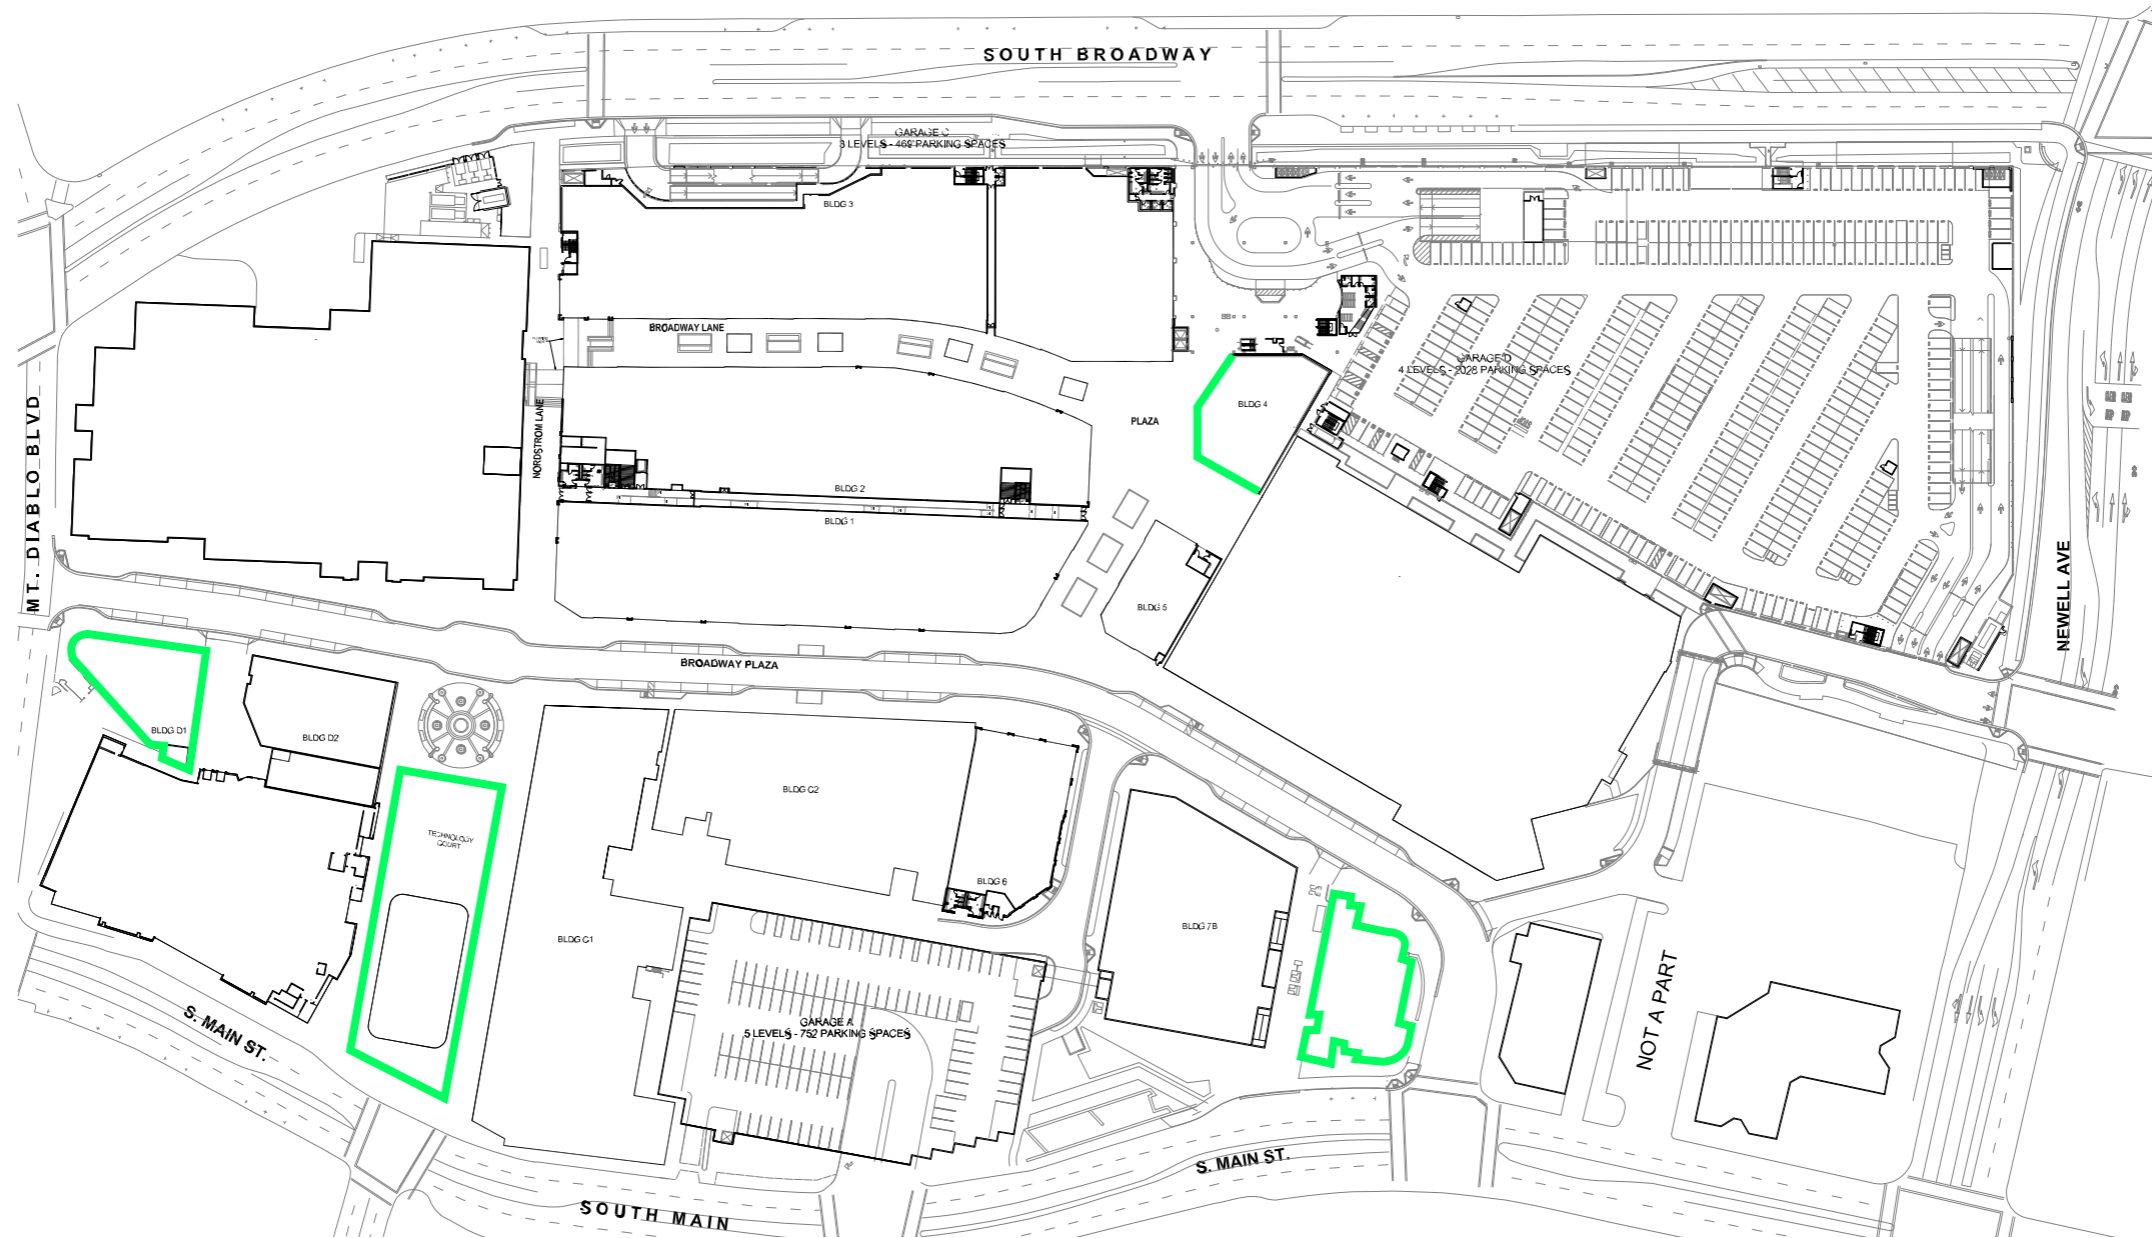 SOUTH BROADWAY
GARAGE C
3 LEVELS - 469 PARKING SPACES
BLDG 3
BROADWAY LANE
GARAGE D
4 LEVELS - 2028 PARKING SPACES
BLDG 4
PLAZA
MT. DIABLO BLVD
NORDSTROM LANE
BLDG 2
BLDG 1
BLDG 5
NEWELL AVE
BROADWAY PLAZA
BLDG D1
BLDG D2
BLDG C2
TECHNOLOGY
COURT
BLDG 6
BLDG C1
BLDG 7B
NOT A PART
S. MAIN ST.
GARAGE A
5 LEVELS - 752 PARKING SPACES
S. MAIN ST.
SOUTH MAIN